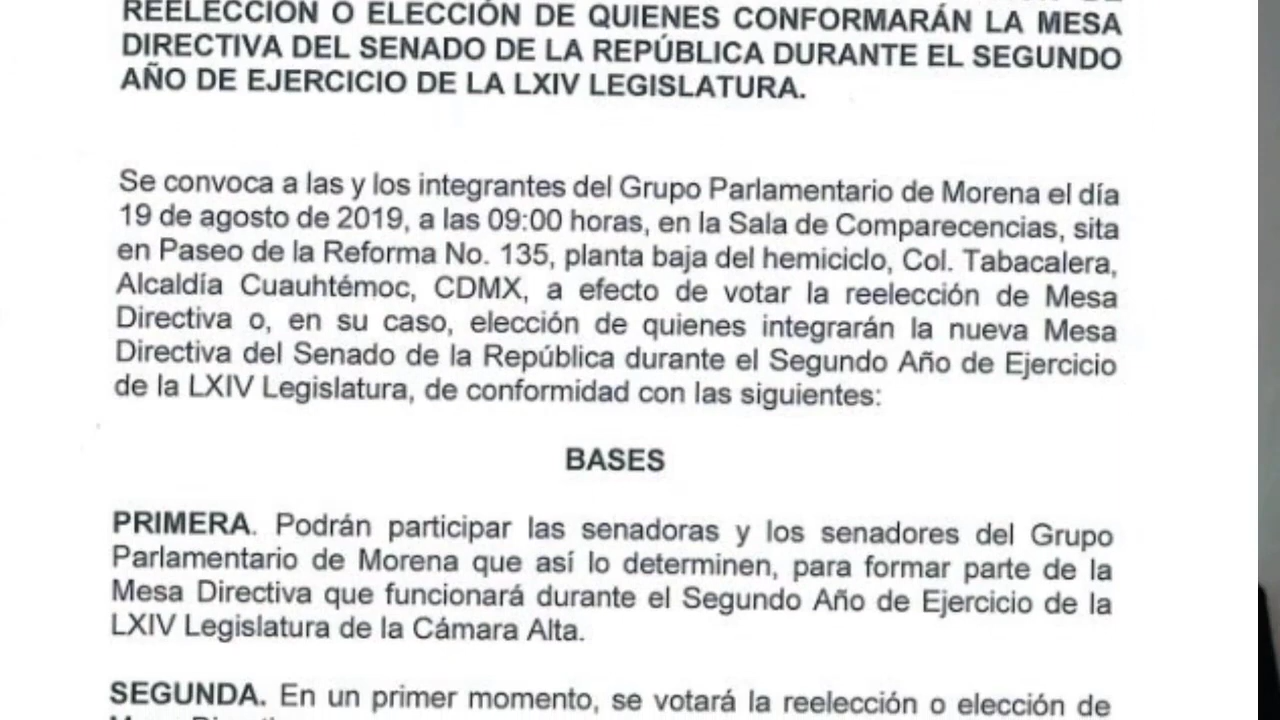 REELECCIÓN O ELECCIÓN DE QUIENES CONFORMARÁN LA MESA
DIRECTIVA DEL SENADO DE LA REPÚBLICA DURANTE EL SEGUNDO
AÑO DE EJERCICIO DE LA LXIV LEGISLATURA.
Se convoca a las y los integrantes del Grupo Parlamentario de Morena el día
19 de agosto de 2019, a las 09:00 horas, en la Sala de Comparecencias, sita
en Paseo de la Reforma No. 135, planta baja del hemiciclo, Col. Tabacalera,
Alcaldía Cuauhtémoc, CDMX, a efecto de votar la reelección de Mesa
Directiva o, en su caso, elección de quienes integrarán la nueva Mesa
Directiva del Senado de la República durante el Segundo Año de Ejercicio
de la LXIV Legislatura, de conformidad con las siguientes:
BASES
PRIMERA. Podrán participar las senadoras y los senadores del Grupo
Parlamentario de Morena que así lo determinen, para formar parte de la
Mesa Directiva que funcionará durante el Segundo Año de Ejercicio de la
LXIV Legislatura de la Cámara Alta.
SEGUNDA. En un primer momento, se votará la reelección o elección de